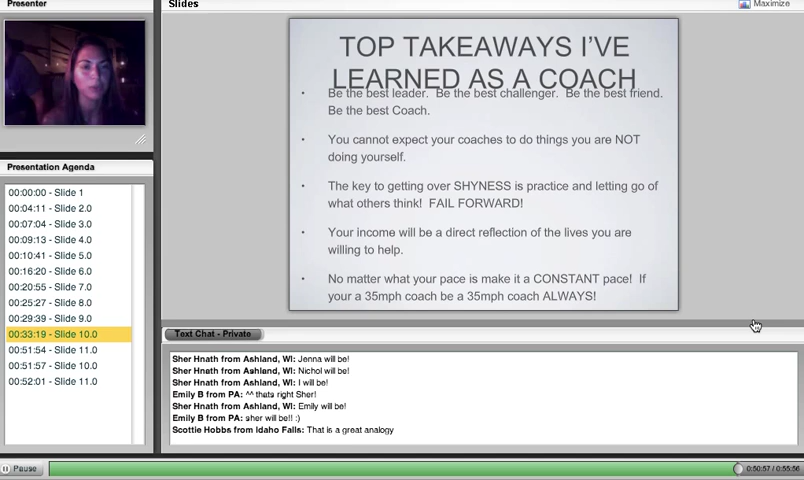 Presenter
Slides
Maximize
TOP TAKEAWAYS I'VE
LEARNED AS A COACH
• Be the best leader. Be the best challenger. Be the best friend.
Be the best Coach.
• You cannot expect your coaches to do things you are NOT
doing yourself.
• The key to getting over SHYNESS is practice and letting go of
what others think! FAIL FORWARD!
• Your income will be a direct reflection of the lives you are
willing to help.
• No matter what your pace is make it a CONSTANT pace! If
your a 35mph coach be a 35mph coach ALWAYS!
Presentation Agenda
00:00:00 - Slide 1
00:04:11 - Slide 2.0
00:07:04 - Slide 3.0
00:09:13 - Slide 4.0
00:10:41 - Slide 5.0
00:16:20 - Slide 6.0
00:20:55 - Slide 7.0
00:25:27 - Slide 8.0
00:29:39 - Slide 9.0
00:33:19 - Slide 10.0
00:51:54 - Slide 11.0
00:51:57 - Slide 10.0
00:52:01 - Slide 11.0
Text Chat - Private
Sher Hnath from Ashland, WI: Jenna will be!
Sher Hnath from Ashland, WI: Nichol will be!
Sher Hnath from Ashland, WI: I will be!
Emily B from PA: ^^ thats right Sher!
Sher Hnath from Ashland, WI: Emily will be!
Emily B from PA: sher will be!! :)
Scottie Hobbs from Idaho Falls: That is a great analogy
Pause
0:50:57 / 0:55:56